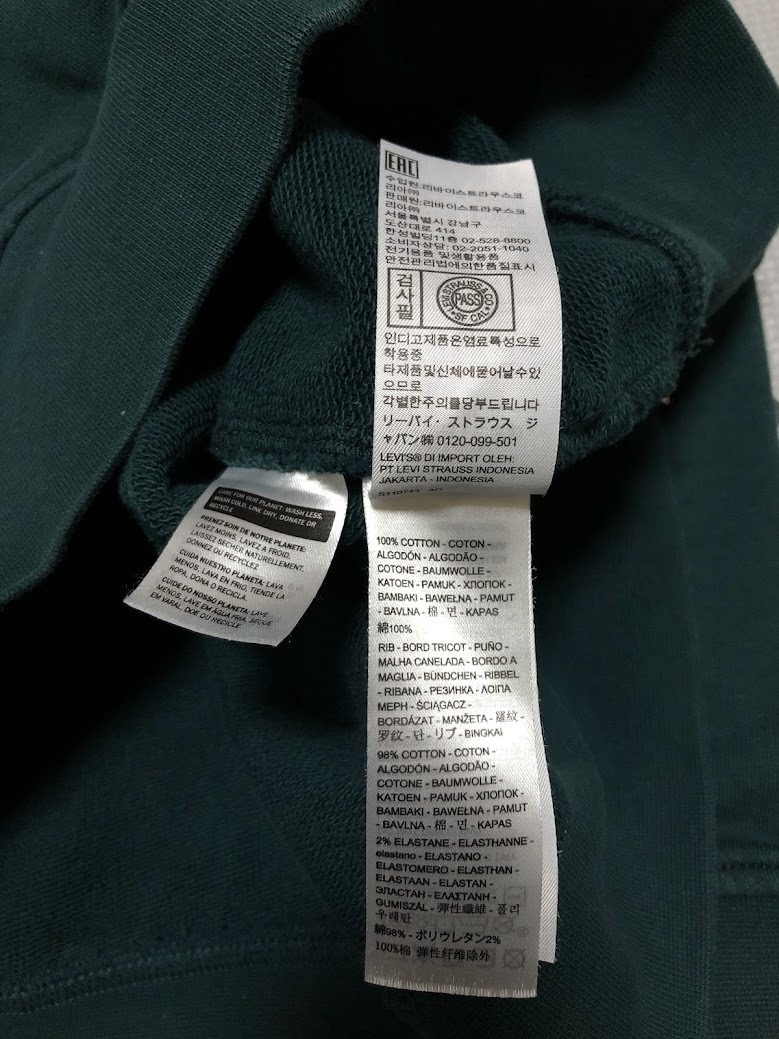 EAC
수입원:리바이스트라우스코
리아㈜
판매원:리바이스트라우스코
리아㈜
서울특별시 강남구
도산대로 414
한성빌딩11층 02-528-8800
소비자상담: 02-2051-1040
전기용품 및생활용품
안전관리법에의한품질표시
검사필
LEVI STRAUSS & CO
PASS
SF CAL
인디고제품은염료특성으로
착용중
타제품및신체에묻어날수있
으므로
각별한주의를당부드립니다
リーバイ・ストラウス ジ
ャパン㈱ 0120-099-501
LEVI'S® DI IMPORT OLEH:
PT LEVI STRAUSS INDONESIA
JAKARTA - INDONESIA
CARE FOR OUR PLANET: WASH LESS,
WASH COLD, LINE DRY, DONATE OR
RECYCLE
PRENEZ SOIN DE NOTRE PLANETE:
LAVEZ MOINS, LAVEZ A FROID,
LAISSEZ SECHER NATURELLEMENT.
DONNEZ OU RECYCLEZ
CUIDA NUESTRO PLANETA: LAVA
MENOS, LAVA EN FRIO, TIENDE LA
ROPA, DONA O RECICLA.
CUIDE DO NOSSO PLANETA: LAVE
MENOS, LAVE EM ÁGUA FRIA, SEQUE
EM VARAL, DOE OU RECICLE.
100% COTTON - COTON -
ALGODÓN - ALGODÃO -
COTONE - BAUMWOLLE -
KATOEN - PAMUK - ХЛОПОК -
BAMBAKI - BAWEŁNA - PAMUT
- BAVLNA - 棉 - 면 - KAPAS
綿100%
RIB - BORD TRICOT - PUÑO -
MALHA CANELADA - BORDO A
MAGLIA - BÜNDCHEN - RIBBEL
- RIBANA - РЕЗИНКА - ΛΟΙΠΑ
ΜΕΡΗ - ŚCIĄGACZ -
BORDÁZAT - MANŽETA - 羅紋 -
罗纹 - 단 - リブ - BINGKAI
98% COTTON - COTON -
ALGODÓN - ALGODÃO -
COTONE - BAUMWOLLE -
KATOEN - PAMUK - ХЛОПОК -
BAMBAKI - BAWEŁNA - PAMUT
- BAVLNA - 棉 - 면 - KAPAS
2% ELASTANE - ELASTHANNE -
elastano - ELASTANO -
ELASTOMERO - ELASTHAN -
ELASTAAN - ELASTAN -
ЭЛАСТАН - ΕΛΑΣΤΑΝΗ -
GUMISZÁL - 彈性纖維 - 폴리
우레탄
綿98% - ポリウレタン2%
100%棉 弹性纤维除外